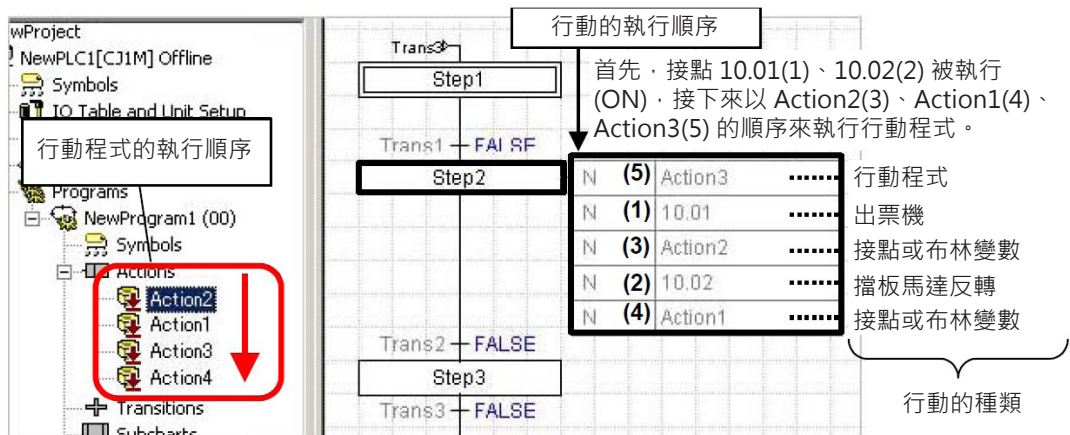 wProject
NewPLC1[CJ1M] Offline
Symbols
IO Table and Unit Setup
行動程式的執行順序
Programs
NewProgram1 (00)
Symbols
Actions
Action2
Action1
Action3
Action4
Transitions
Subcharts
行動的執行順序
首先，接點 10.01(1)、10.02(2) 被執行
(ON)，接下來以 Action2(3)、Action1(4)、
Action3(5) 的順序來執行行動程式。
Trans3
Step1
Trans1 FALSE
Step2
N (5) Action3 行動程式
N (1) 10.01 出票機
N (3) Action2 接點或布林變數
N (2) 10.02 擋板馬達反轉
N (4) Action1 接點或布林變數
行動的種類
Trans2 FALSE
Step3
Trans3 FALSE